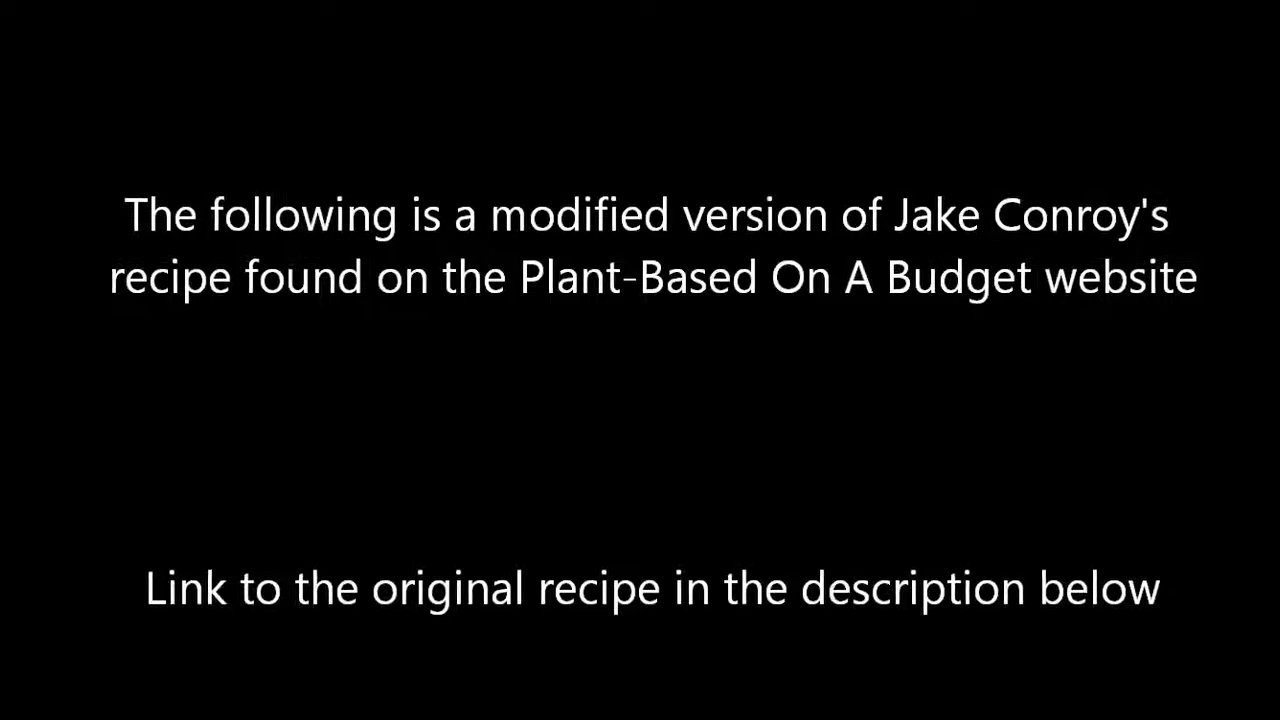 The following is a modified version of Jake Conroy's
recipe found on the Plant-Based On A Budget website
Link to the original recipe in the description below